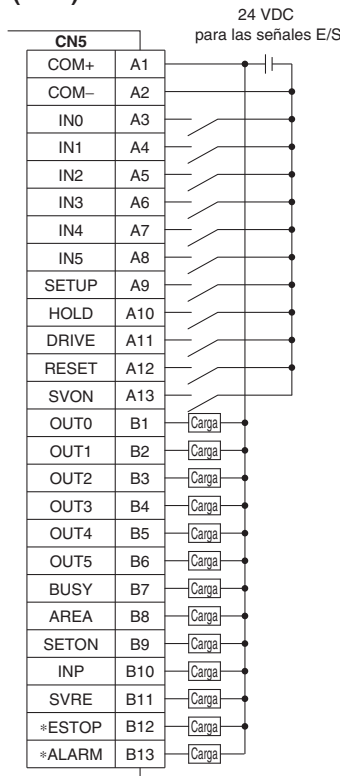 24 VDC
para las señales E/S
CN5
COM+ A1
COM− A2
IN0 A3
IN1 A4
IN2 A5
IN3 A6
IN4 A7
IN5 A8
SETUP A9
HOLD A10
DRIVE A11
RESET A12
SVON A13
OUT0 B1 Carga
OUT1 B2 Carga
OUT2 B3 Carga
OUT3 B4 Carga
OUT4 B5 Carga
OUT5 B6 Carga
BUSY B7 Carga
AREA B8 Carga
SETON B9 Carga
INP B10 Carga
SVRE B11 Carga
∗ESTOP B12 Carga
∗ALARM B13 Carga